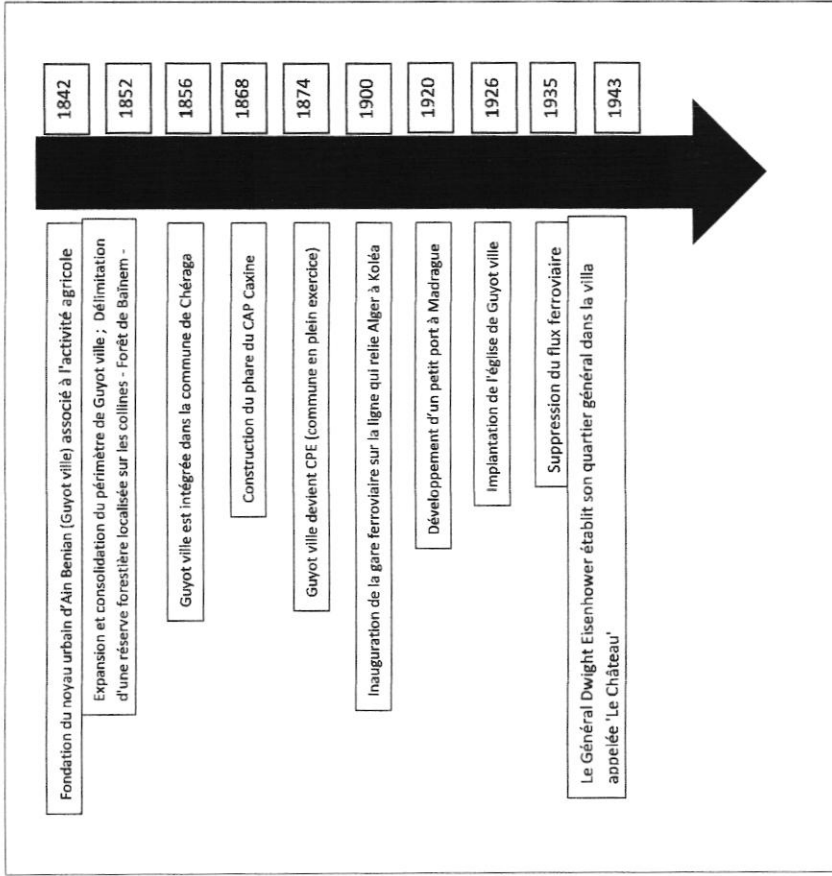 Fondation du noyau urbain d'Ain Benian (Guyot ville) associé à l'activité agricole
1842
Expansion et consolidation du périmètre de Guyot ville ; Délimitation
d'une réserve forestière localisée sur les collines - Forêt de Baïnem -
1852
Guyot ville est intégrée dans la commune de Chéraga
1856
Construction du phare du CAP Caxine
1868
Guyot ville devient CPE (commune en plein exercice)
1874
Inauguration de la gare ferroviaire sur la ligne qui relie Alger à Koléa
1900
Développement d'un petit port à Madrague
1920
Implantation de l'église de Guyot ville
1926
Suppression du flux ferroviaire
1935
Le Général Dwight Eisenhower établit son quartier général dans la villa
appelée 'Le Château'
1943